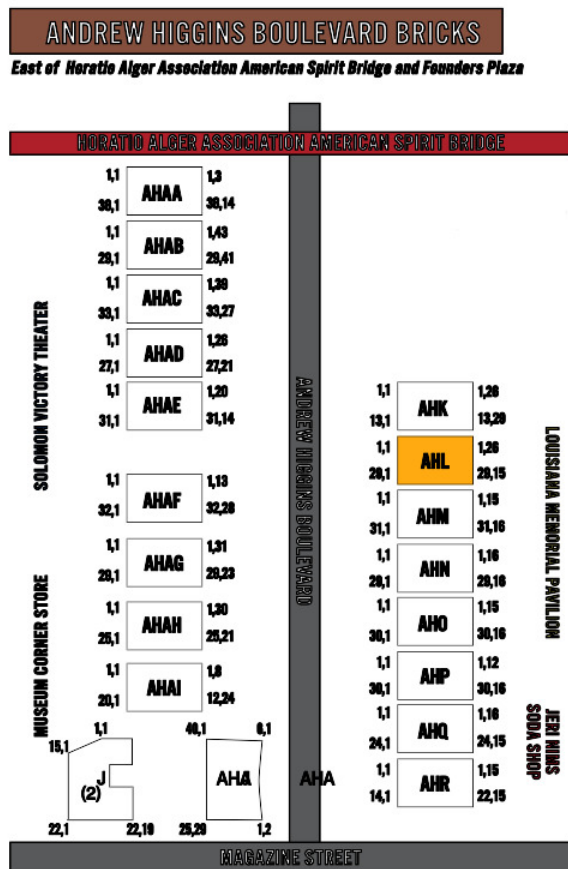 ANDREW HIGGINS BOULEVARD BRICKS
East of Horatio Alger Association American Spirit Bridge and Founders Plaza
HORATIO ALGER ASSOCIATION AMERICAN SPIRIT BRIDGE
SOLOMON VICTORY THEATER
MUSEUM CORNER STORE
1,1 AHAA 1,3
38,1 38,14
1,1 AHAB 1,43
29,1 29,41
1,1 AHAC 1,39
33,1 33,27
1,1 AHAD 1,26
27,1 27,21
1,1 AHAE 1,20
31,1 31,14
1,1 AHAF 1,13
32,1 32,28
1,1 AHAG 1,31
29,1 29,23
1,1 AHAH 1,30
25,1 25,21
1,1 AHAI 1,8
20,1 12,24
1,1
15,1
J
(2)
22,1 22,19
40,1
AHA
25,29 1,2
ANDREW HIGGINS BOULEVARD
AHA
1,1 AHK 1,26
13,1 13,29
1,1 AHL 1,26
29,1 29,15
1,1 AHM 1,15
31,1 31,16
1,1 AHN 1,16
29,1 29,16
1,1 AHO 1,15
30,1 30,16
1,1 AHP 1,12
30,1 30,16
1,1 AHQ 1,16
24,1 24,15
1,1 AHR 1,15
14,1 22,15
LOUISIANA MEMORIAL PAVILION
JERI NIMS
SODA SHOP
MAGAZINE STREET